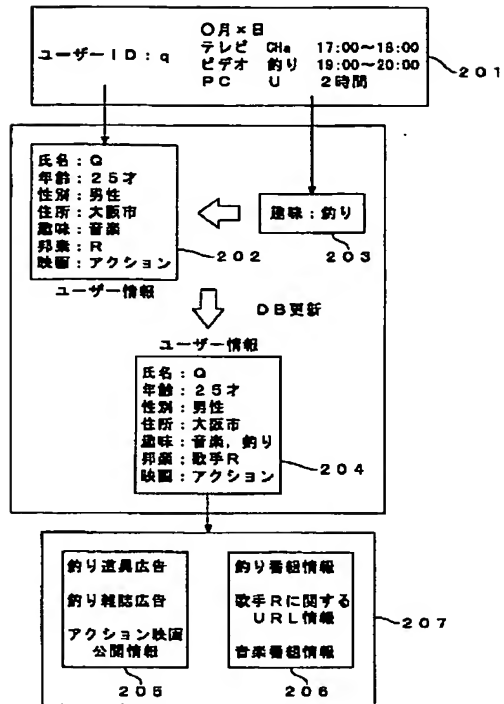 〇月×日
ユーザーID:q
テレビ CHa 17:00〜18:00
ビデオ 釣り 19:00〜20:00
PC U 2時間
201
氏名:Q
年齢:25才
性別:男性
住所:大阪市
趣味:音楽
邦楽:R
映画:アクション
202
ユーザー情報
趣味:釣り
203
DB更新
ユーザー情報
氏名:Q
年齢:25才
性別:男性
住所:大阪市
趣味:音楽,釣り
邦楽:歌手R
映画:アクション
204
釣り道具広告
釣り雑誌広告
アクション映画
公開情報
205
釣り番組情報
歌手Rに関する
URL情報
音楽番組情報
206
207